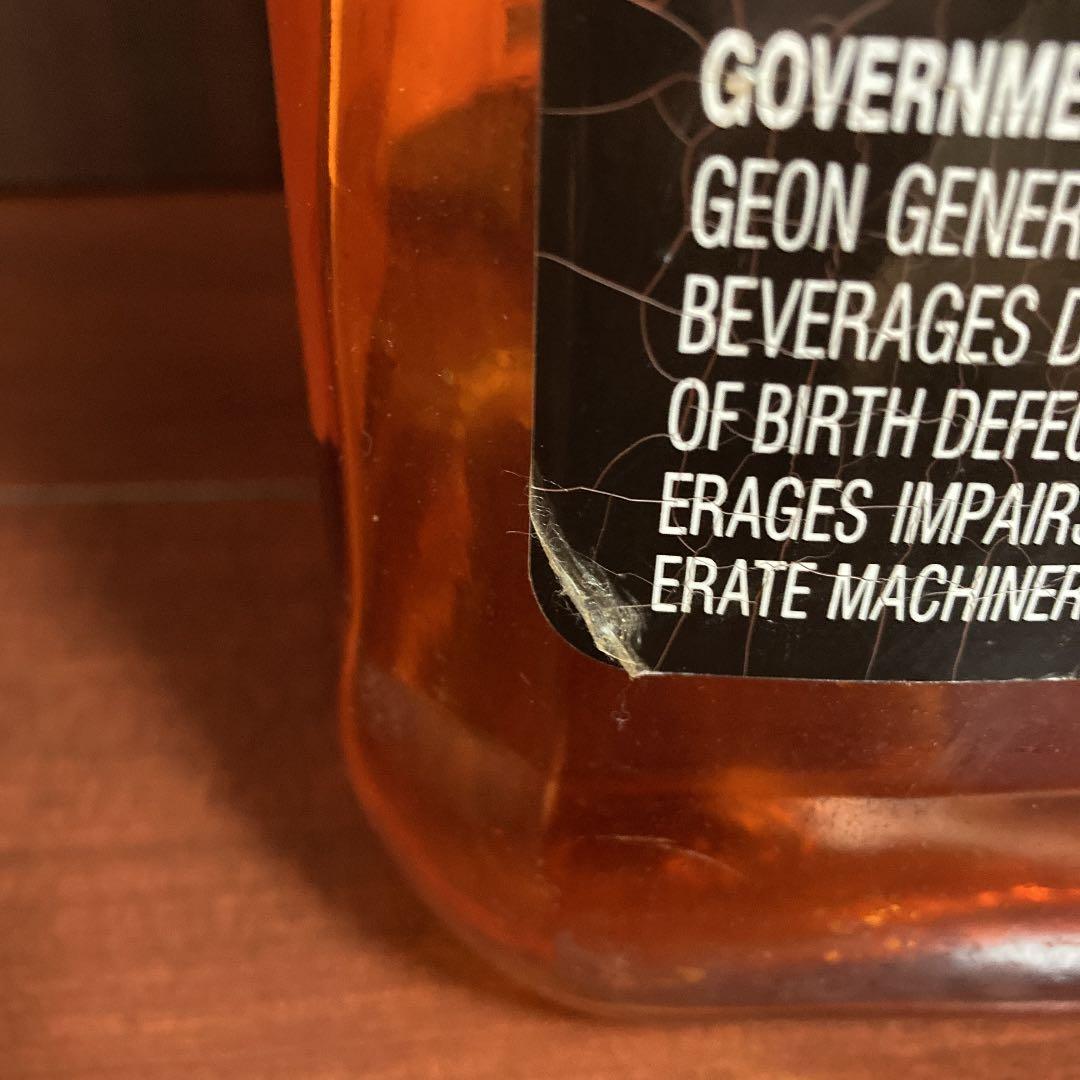 GOVERNME
GEON GENER
BEVERAGES D
OF BIRTH DEFEC
ERAGES IMPAIRS
ERATE MACHINER